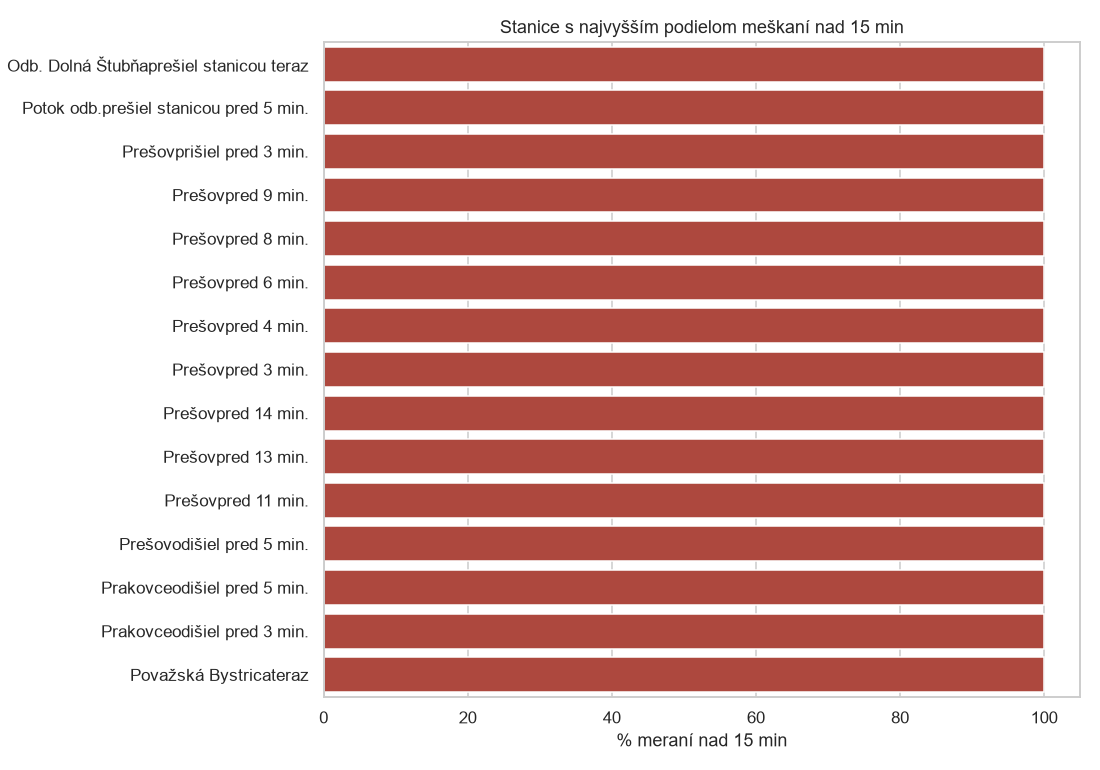 Stanice s najvyšším podielom meškaní nad 15 min
Odb. Dolná Štubňaprešiel stanicou teraz
Potok odb.prešiel stanicou pred 5 min.
Prešovprišiel pred 3 min.
Prešovpred 9 min.
Prešovpred 8 min.
Prešovpred 6 min.
Prešovpred 4 min.
Prešovpred 3 min.
Prešovpred 14 min.
Prešovpred 13 min.
Prešovpred 11 min.
Prešovodišiel pred 5 min.
Prakovceodišiel pred 5 min.
Prakovceodišiel pred 3 min.
Považská Bystricateraz
0 20 40 60 80 100
% meraní nad 15 min